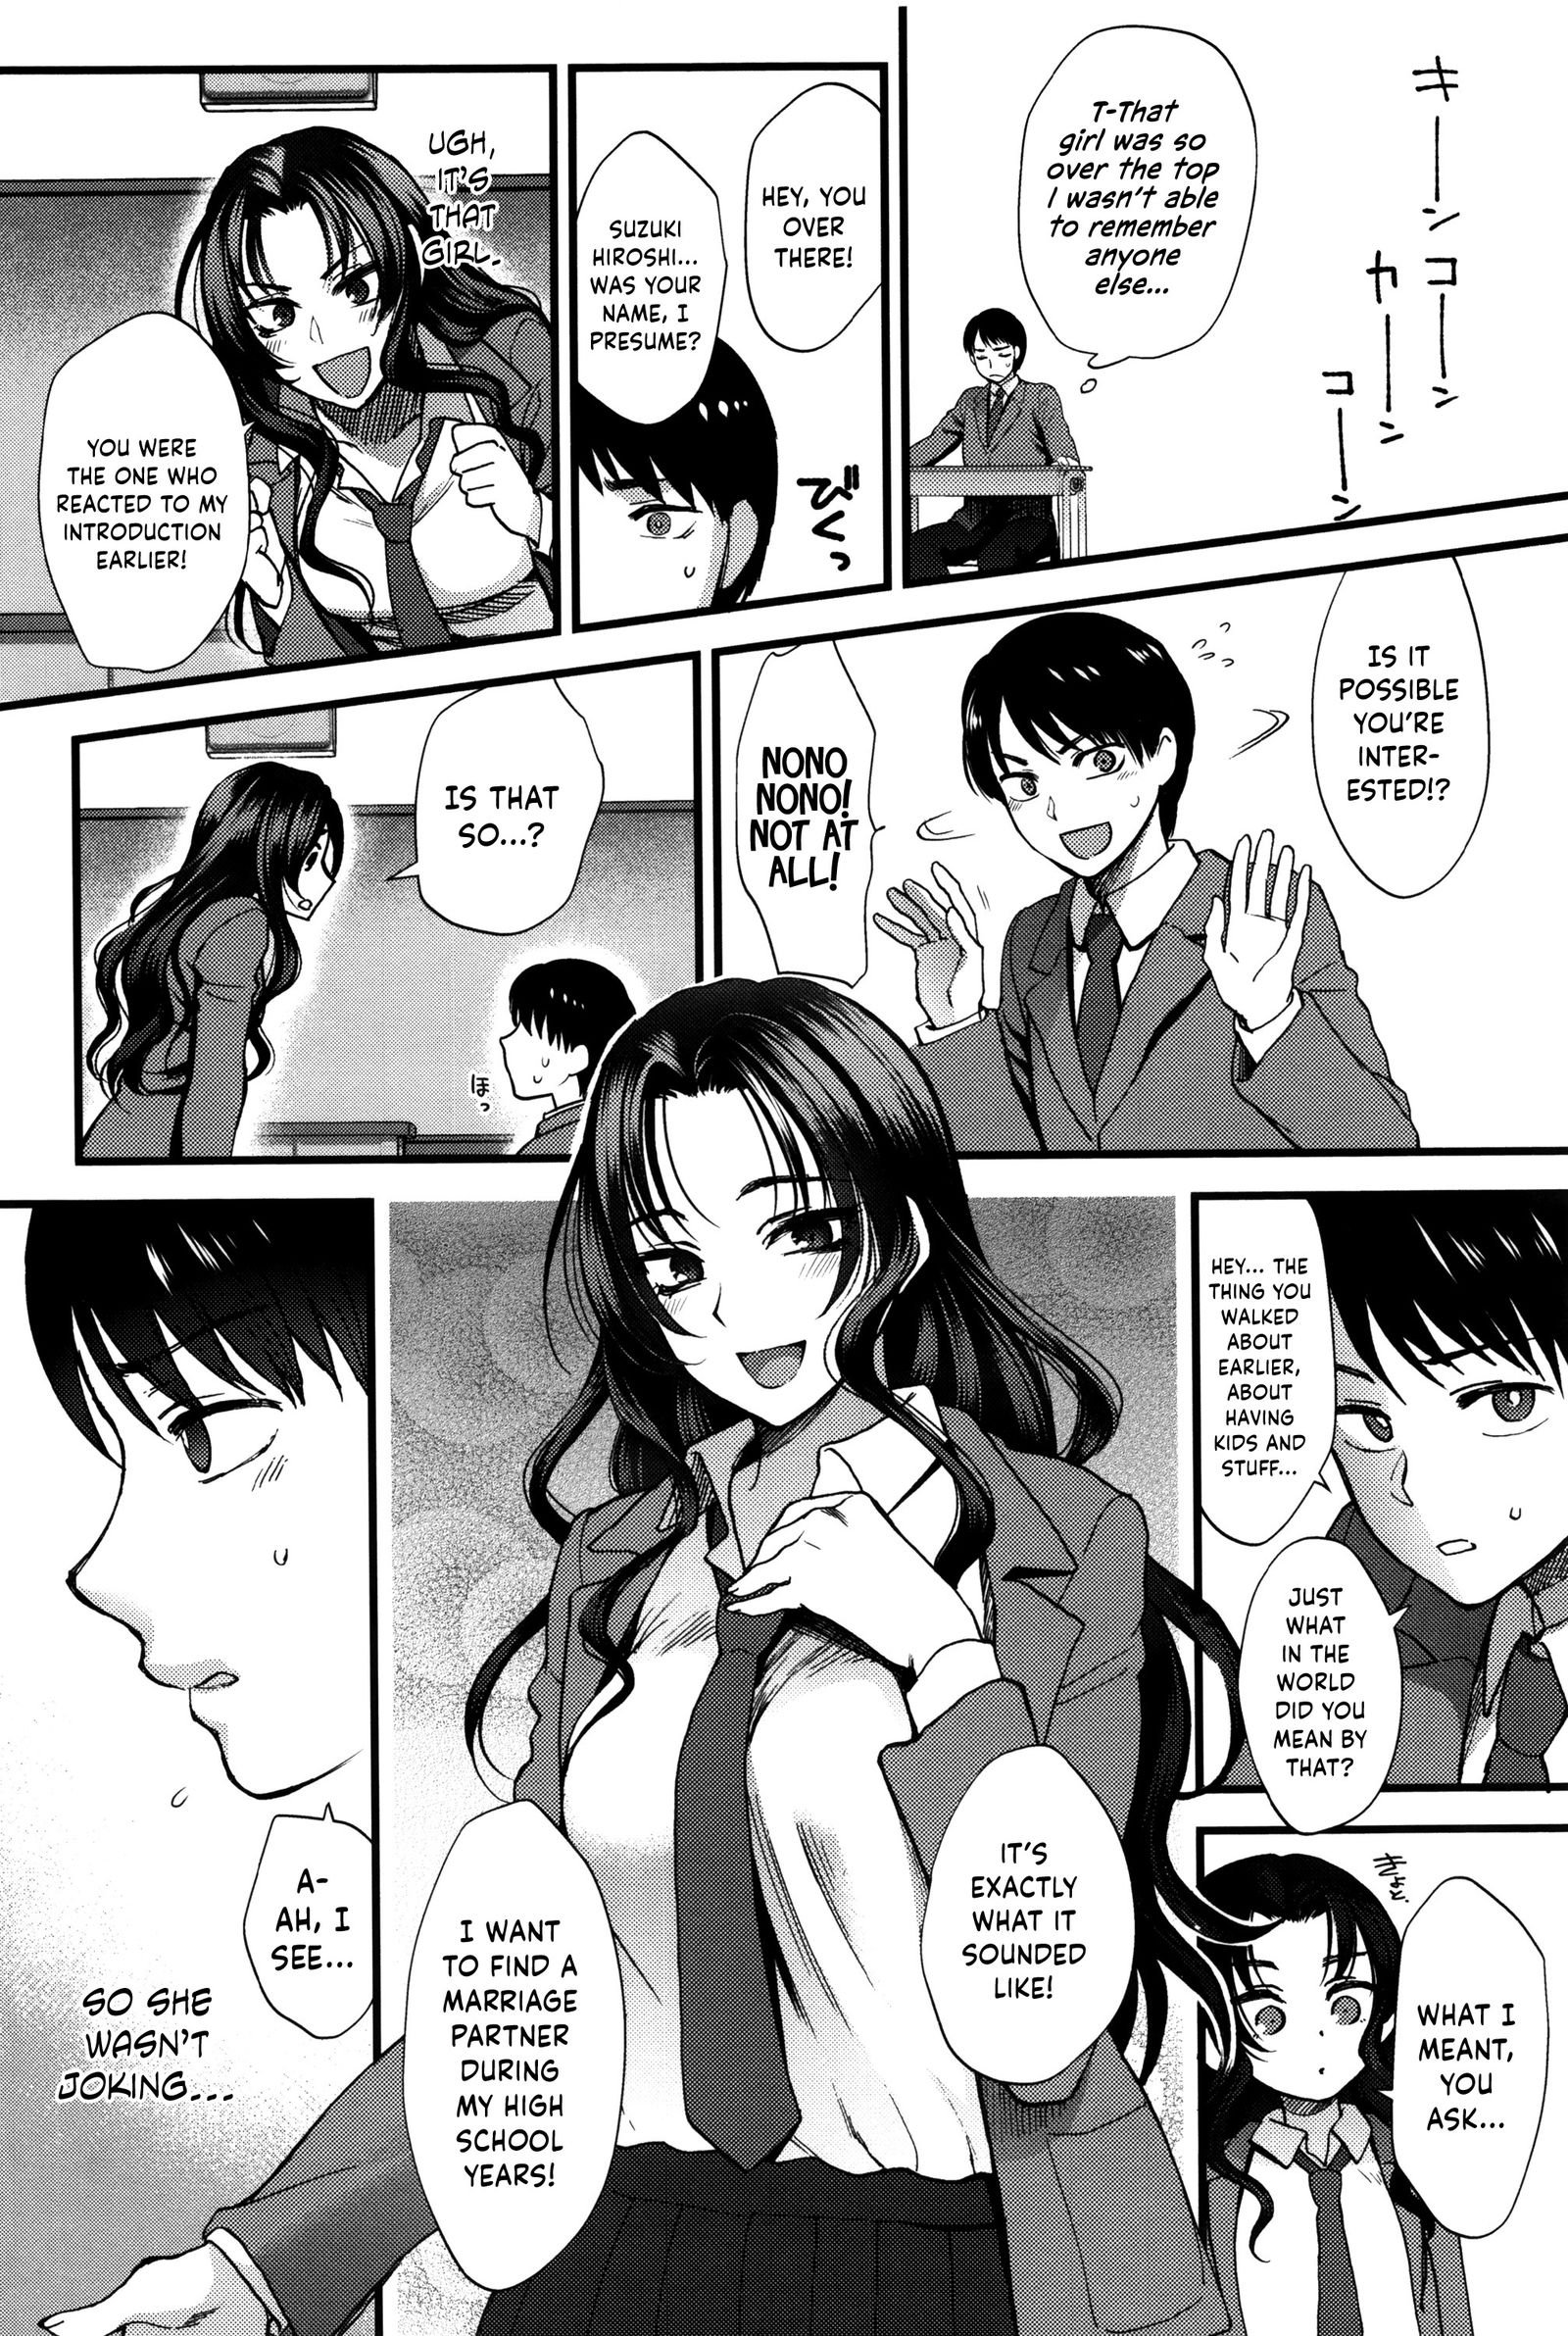 キーンコーン
カーンコーン
T-That
girl was so
over the top
I wasn't able
to remember
anyone
else...
HEY, YOU
OVER
THERE!
SUZUKI
HIROSHI...
WAS YOUR
NAME, I
PRESUME?
びくっ
UGH,
IT'S
THAT
GIRL.
YOU WERE
THE ONE WHO
REACTED TO MY
INTRODUCTION
EARLIER!
IS IT
POSSIBLE
YOU'RE
INTER-
ESTED!?
NONO
NONO!
NOT AT
ALL!
IS THAT
SO...?
ほっ
HEY... THE
THING YOU
WALKED
ABOUT
EARLIER,
ABOUT
HAVING
KIDS AND
STUFF...
JUST
WHAT
IN THE
WORLD
DID YOU
MEAN BY
THAT?
きょと
WHAT I
MEANT,
YOU
ASK...
IT'S
EXACTLY
WHAT IT
SOUNDED
LIKE!
I WANT
TO FIND A
MARRIAGE
PARTNER
DURING
MY HIGH
SCHOOL
YEARS!
A-
AH, I
SEE...
SO SHE
WASN'T
JOKING...